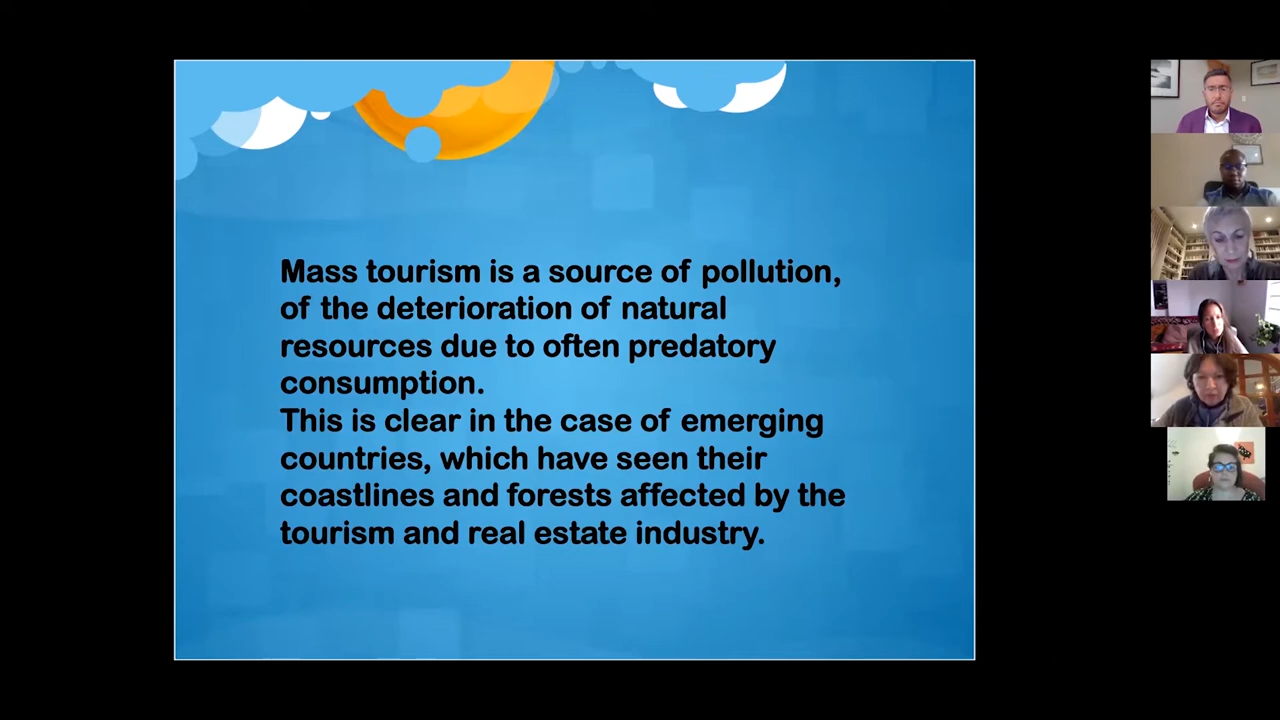 Mass tourism is a source of pollution,
of the deterioration of natural
resources due to often predatory
consumption.
This is clear in the case of emerging
countries, which have seen their
coastlines and forests affected by the
tourism and real estate industry.